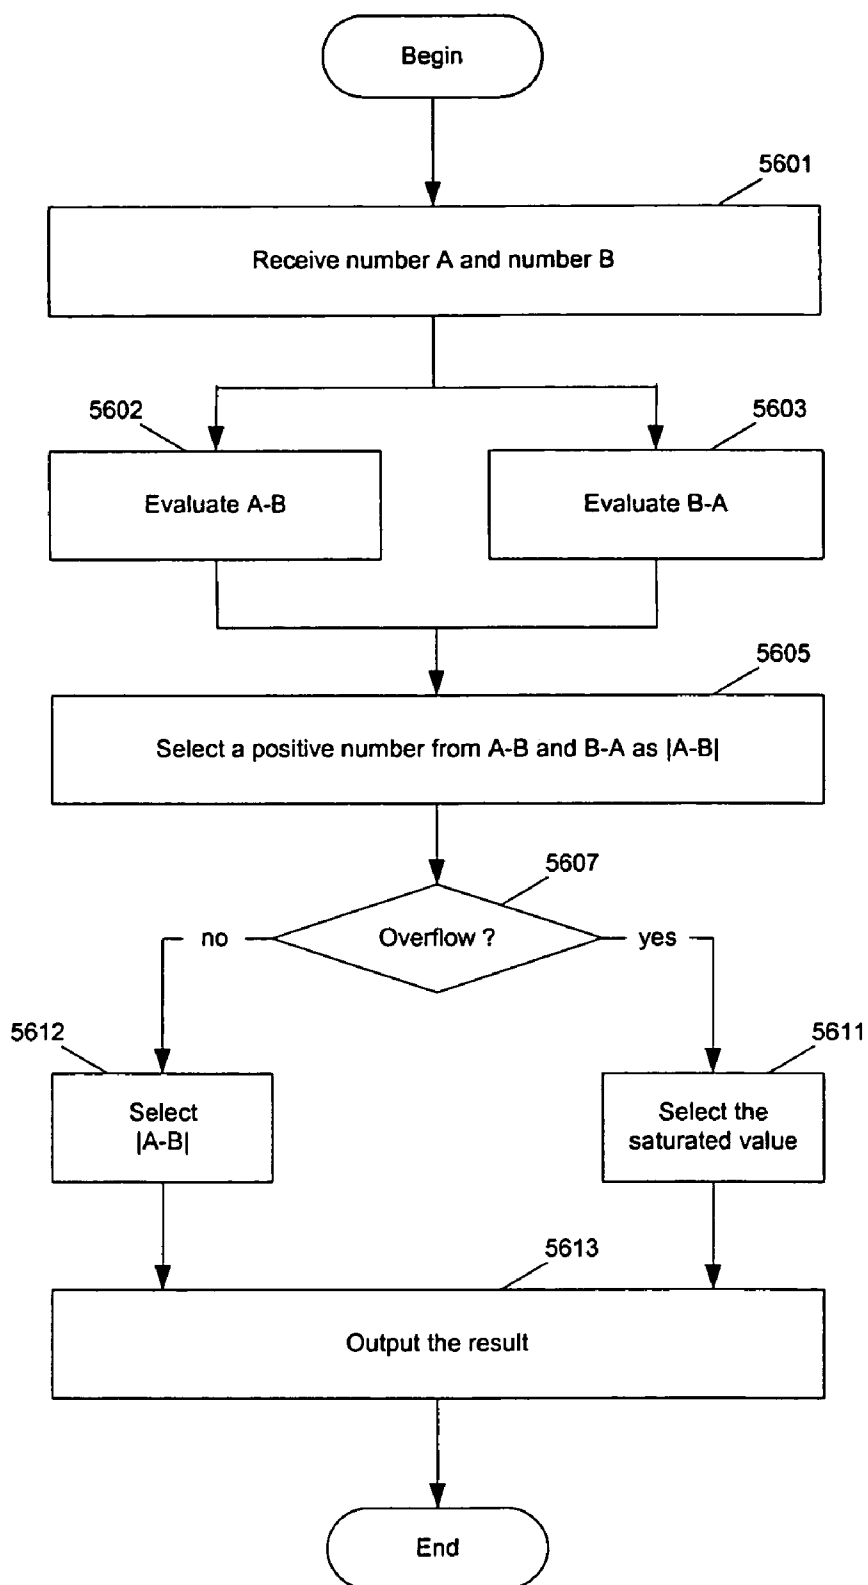 Begin
5601
Receive number A and number B
5602
5603
Evaluate A-B
Evaluate B-A
5605
Select a positive number from A-B and B-A as |A-B|
5607
no
Overflow ?
yes
5612
5611
Select
|A-B|
Select the
saturated value
5613
Output the result
End